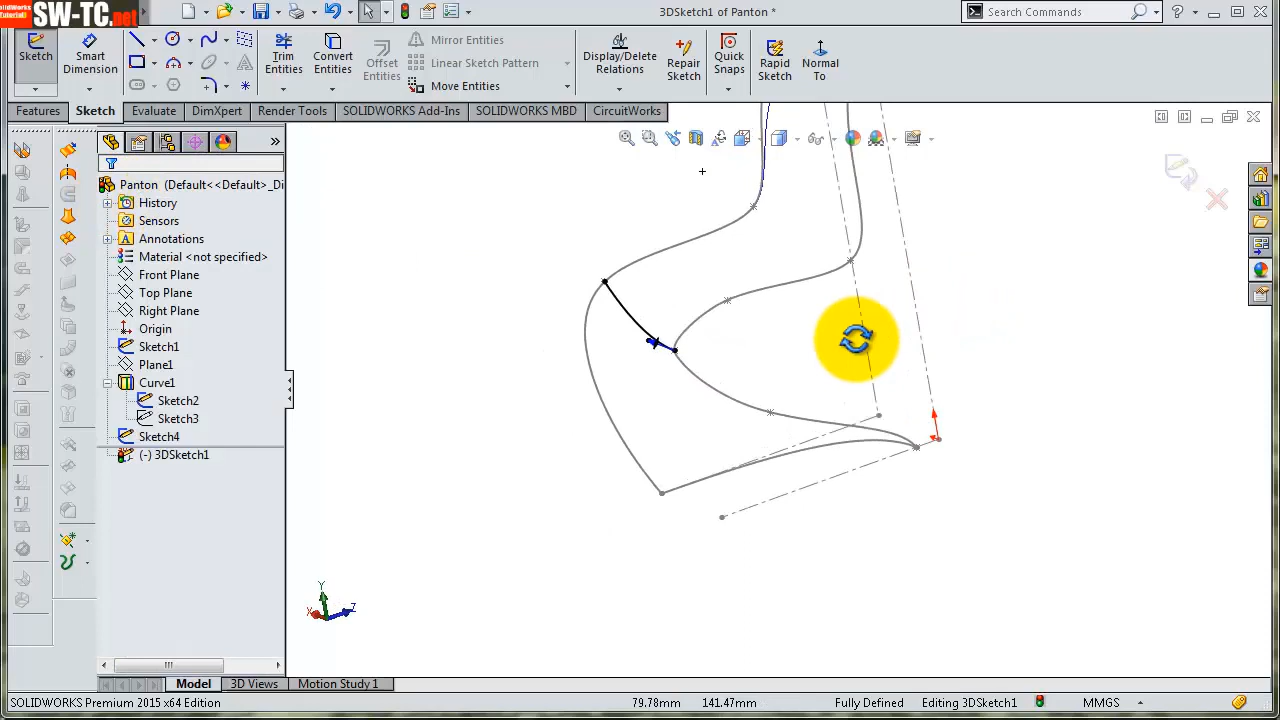 SolidWorks
Tutorial
SW-TC.net
3DSketch1 of Panton *
Search Commands
Sketch
Smart Dimension
Trim Entities
Convert Entities
Offset Entities
Mirror Entities
Linear Sketch Pattern
Move Entities
Display/Delete Relations
Repair Sketch
Quick Snaps
Rapid Sketch
Normal To
Features
Sketch
Evaluate
DimXpert
Render Tools
SOLIDWORKS Add-Ins
SOLIDWORKS MBD
CircuitWorks
Panton (Default<<Default>_Di
History
Sensors
Annotations
Material <not specified>
Front Plane
Top Plane
Right Plane
Origin
Sketch1
Plane1
Curve1
Sketch2
Sketch3
Sketch4
(-) 3DSketch1
Y
X
Z
Model
3D Views
Motion Study 1
SOLIDWORKS Premium 2015 x64 Edition
79.78mm
141.47mm
Fully Defined
Editing 3DSketch1
MMGS